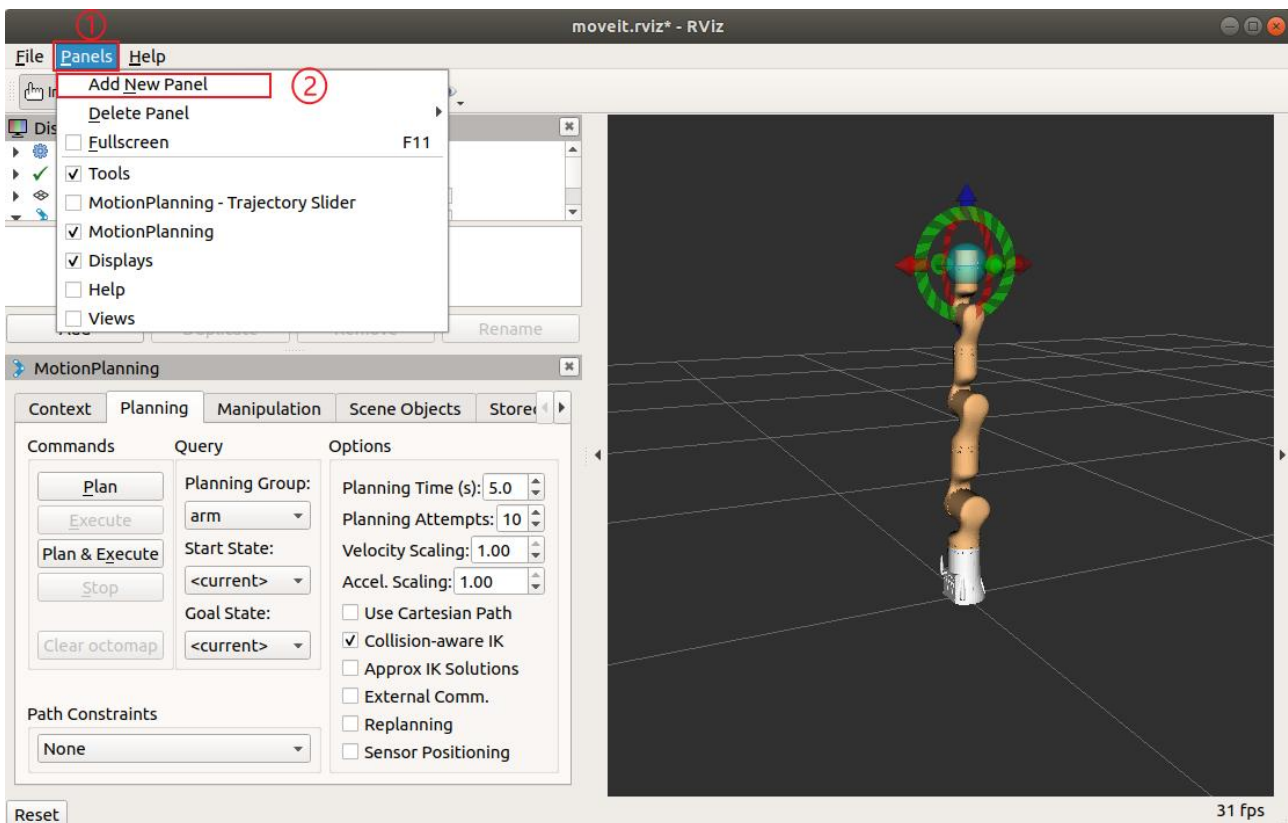 ①
moveit.rviz* - RViz
File Panels Help
Add New Panel ②
Delete Panel
Fullscreen F11
Tools
MotionPlanning - Trajectory Slider
MotionPlanning
Displays
Help
Views
Rename
MotionPlanning
Context Planning Manipulation Scene Objects
Commands Query Options
Plan Planning Group: Planning Time (s): 5.0
Execute arm Planning Attempts: 10
Plan & Execute Start State: Velocity Scaling: 1.00
Stop <current> Accel. Scaling: 1.00
Goal State: Use Cartesian Path
Clear octomap <current> Collision-aware IK
Approx IK Solutions
External Comm.
Path Constraints Replanning
None Sensor Positioning
Reset 31 fps